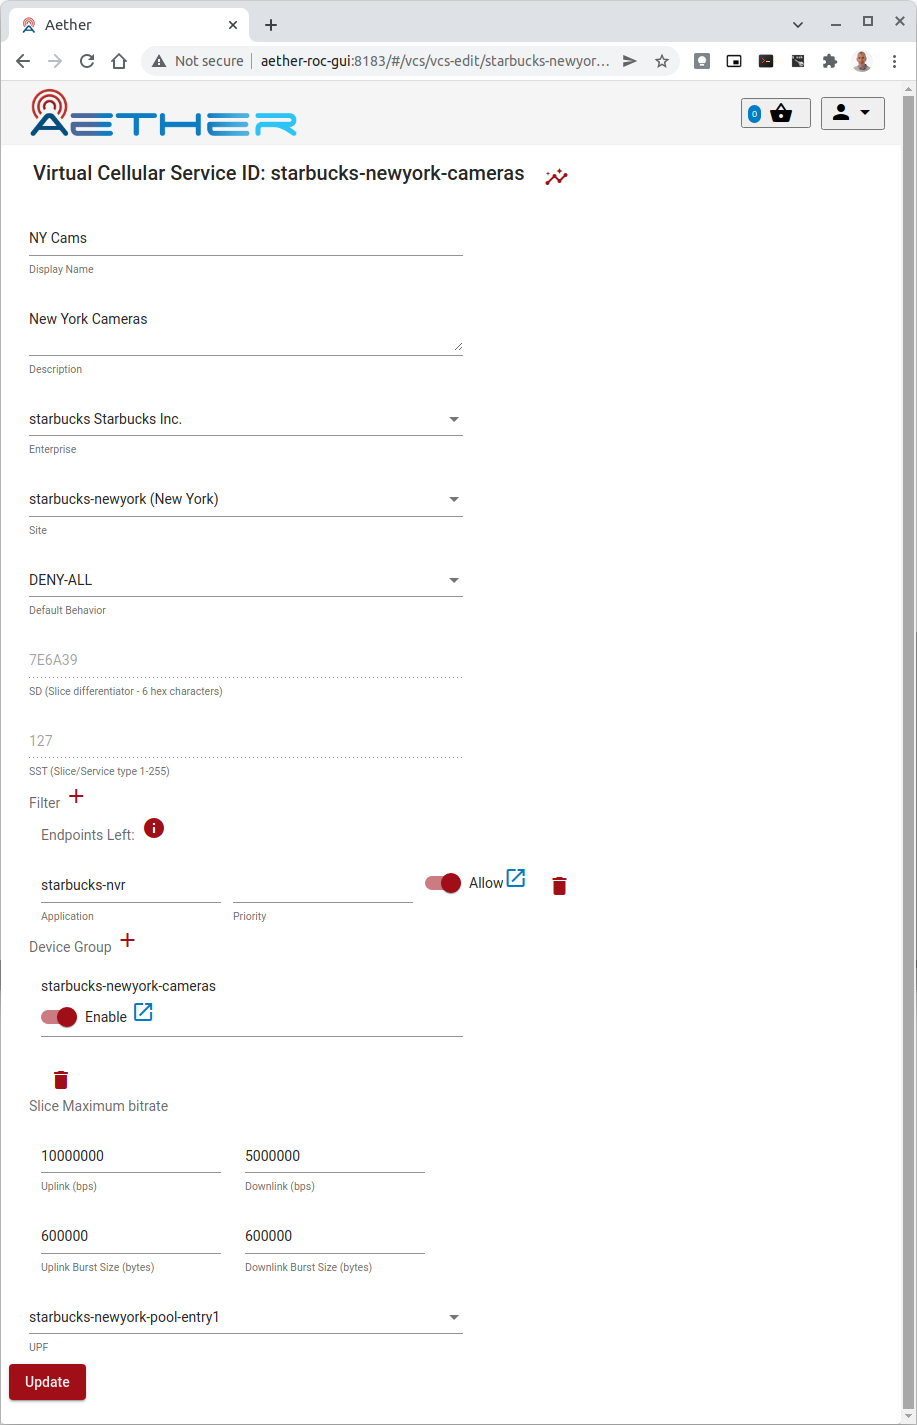 Aether
Not secure aether-roc-gui:8183/#/vcs/vcs-edit/starbucks-newyor...
AETHER
0
Virtual Cellular Service ID: starbucks-newyork-cameras
NY Cams
Display Name
New York Cameras
Description
starbucks Starbucks Inc.
Enterprise
starbucks-newyork (New York)
Site
DENY-ALL
Default Behavior
7E6A39
SD (Slice differentiator - 6 hex characters)
127
SST (Slice/Service type 1-255)
Filter
Endpoints Left:
starbucks-nvr Allow
Application Priority
Device Group
starbucks-newyork-cameras
Enable
Slice Maximum bitrate
10000000 5000000
Uplink (bps) Downlink (bps)
600000 600000
Uplink Burst Size (bytes) Downlink Burst Size (bytes)
starbucks-newyork-pool-entry1
UPF
Update